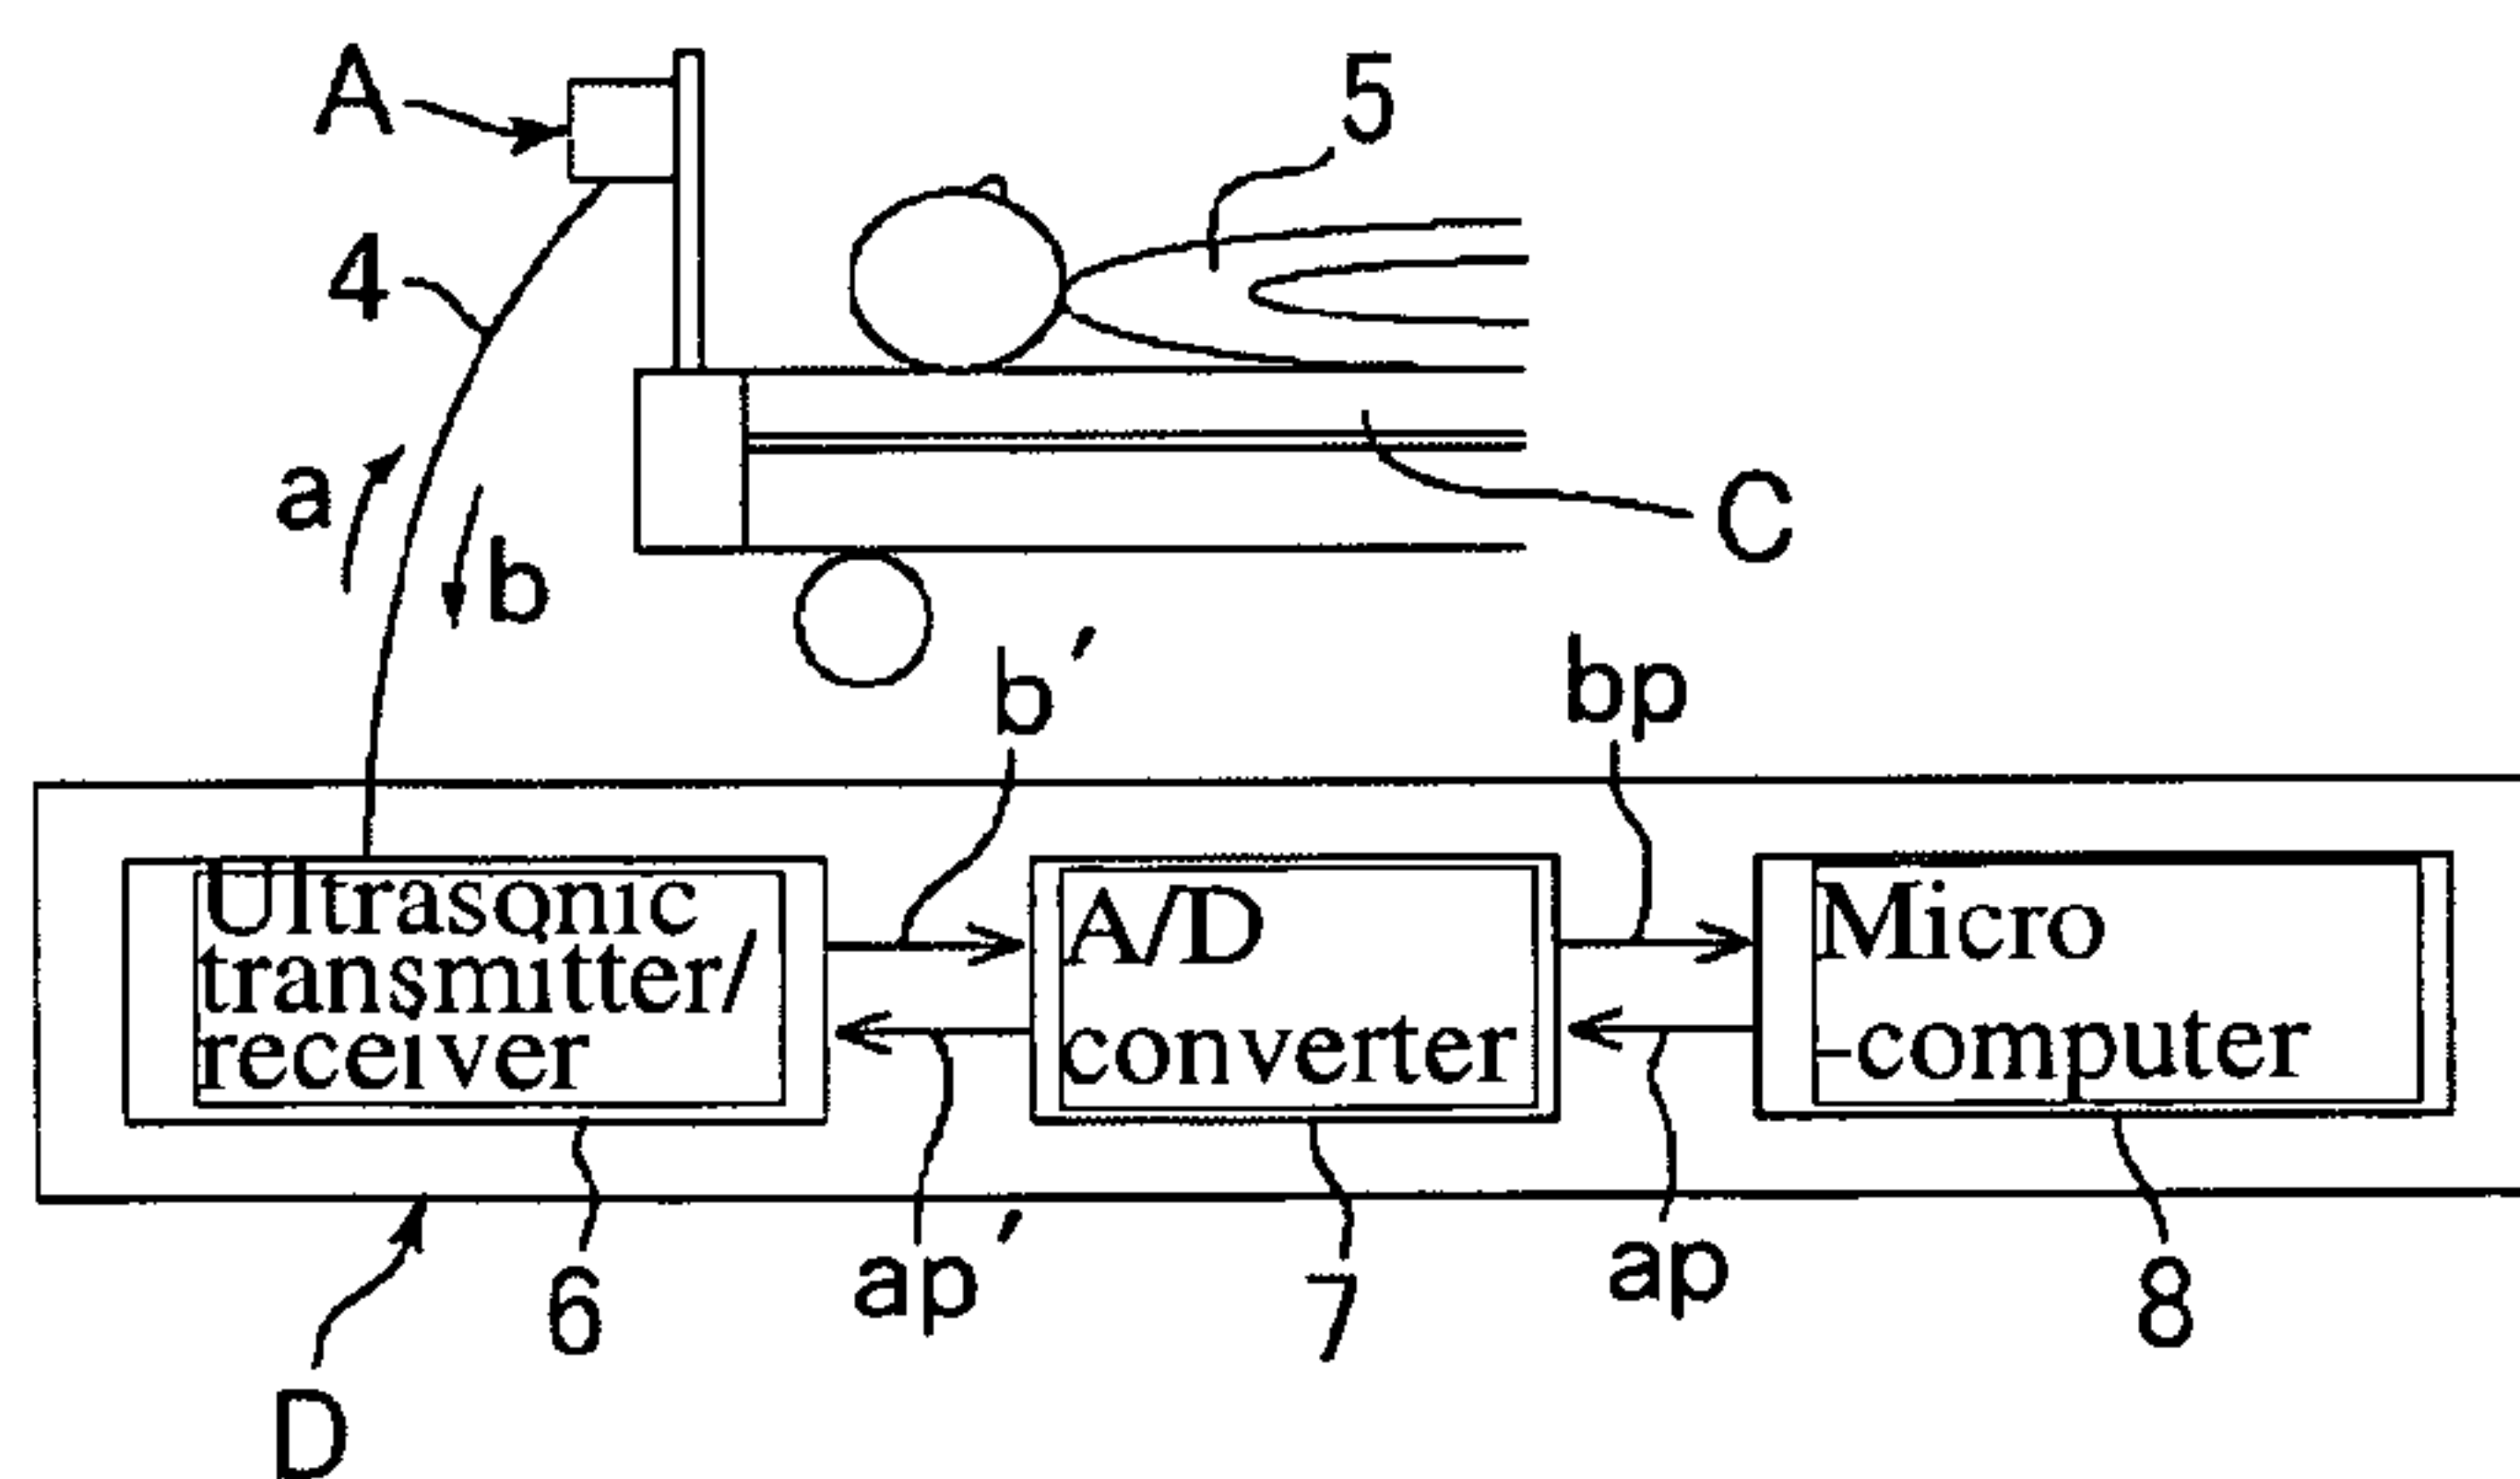 A
5
4
a
b
C
b′
bp
Ultrasonic
transmitter/
receiver
A/D
converter
Micro
-computer
6
ap′
7
ap
8
D